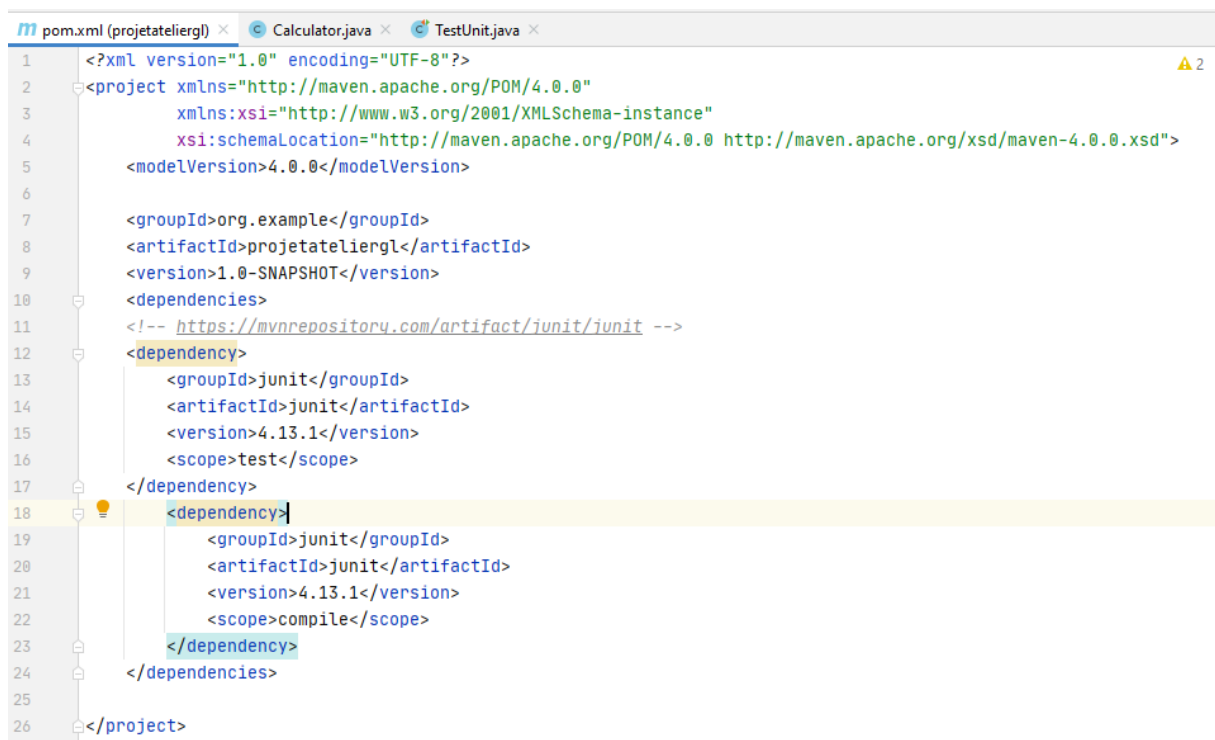 pom.xml (projetateliergl) Calculator.java TestUnit.java
1 <?xml version="1.0" encoding="UTF-8"?> 2
2 <project xmlns="http://maven.apache.org/POM/4.0.0"
3 xmlns:xsi="http://www.w3.org/2001/XMLSchema-instance"
4 xsi:schemaLocation="http://maven.apache.org/POM/4.0.0 http://maven.apache.org/xsd/maven-4.0.0.xsd">
5 <modelVersion>4.0.0</modelVersion>
6
7 <groupId>org.example</groupId>
8 <artifactId>projetateliergl</artifactId>
9 <version>1.0-SNAPSHOT</version>
10 <dependencies>
11 <!-- https://mvnrepository.com/artifact/junit/junit -->
12 <dependency>
13 <groupId>junit</groupId>
14 <artifactId>junit</artifactId>
15 <version>4.13.1</version>
16 <scope>test</scope>
17 </dependency>
18 <dependency>
19 <groupId>junit</groupId>
20 <artifactId>junit</artifactId>
21 <version>4.13.1</version>
22 <scope>compile</scope>
23 </dependency>
24 </dependencies>
25
26 </project>